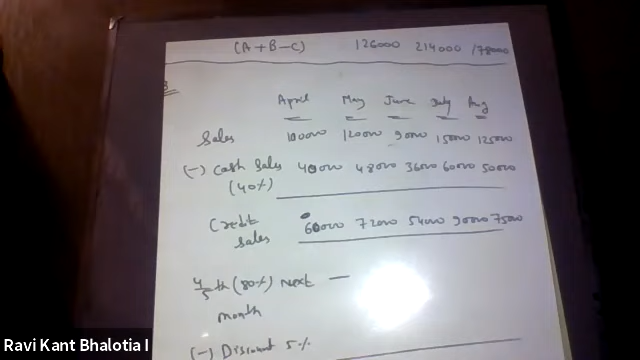 (A+B-C) 126000 214000 178000
April May June July Aug
Sales 100000 120000 90000 150000 125000
(-) Cash Sales 40000 48000 36000 60000 50000
(40%)
Credit 60000 72000 54000 90000 75000
Sales
4/5 th (80%) next —
month
(-) Discount 5%
Ravi Kant Bhalotia I